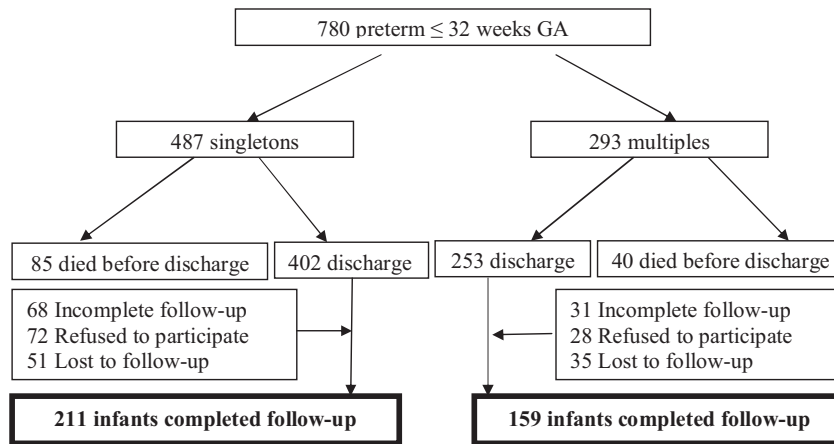 780 preterm ≤ 32 weeks GA
487 singletons
293 multiples
85 died before discharge
402 discharge
253 discharge
40 died before discharge
68 Incomplete follow-up
72 Refused to participate
51 Lost to follow-up
31 Incomplete follow-up
28 Refused to participate
35 Lost to follow-up
211 infants completed follow-up
159 infants completed follow-up